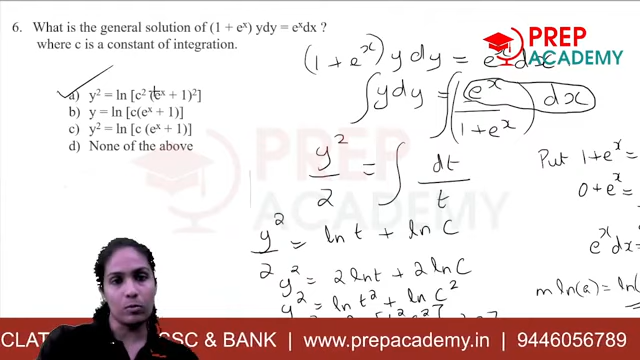 6. What is the general solution of (1 + eˣ) ydy = eˣdx ?
where c is a constant of integration.
a) y² = ln [c² (eˣ + 1)²]
b) y = ln [c(eˣ + 1)]
c) y² = ln [c (eˣ + 1)]
d) None of the above
(1+eˣ) y dy = eˣ dx
∫ y dy = ∫ eˣ/(1+eˣ) dx
y²/2 = ∫ dt/t
y²/2 = ln t + ln C
y² = 2 ln t + 2 ln C
y² = ln t² + ln C²
Put 1+eˣ =
0+eˣ =
eˣ dx =
m ln(a) = ln(
PREP
ACADEMY
PREP
ACADEMY
CLAT SSC & BANK | www.prepacademy.in | 9446056789